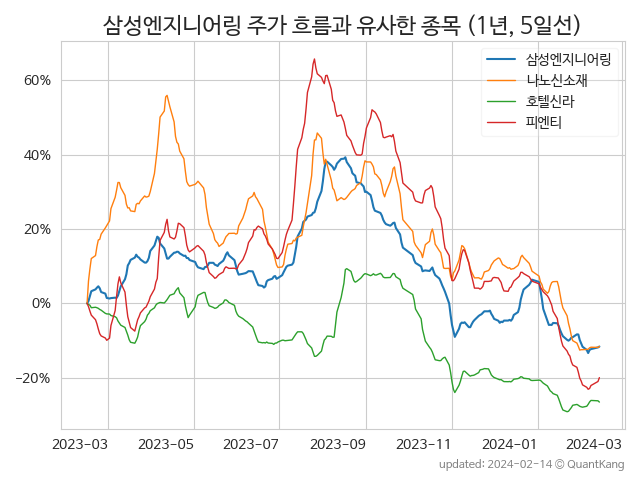 삼성엔지니어링 주가 흐름과 유사한 종목 (1년, 5일선)
삼성엔지니어링
나노신소재
호텔신라
피엔티
60%
40%
20%
0%
−20%
2023-03 2023-05 2023-07 2023-09 2023-11 2024-01 2024-03
updated: 2024-02-14 © QuantKang